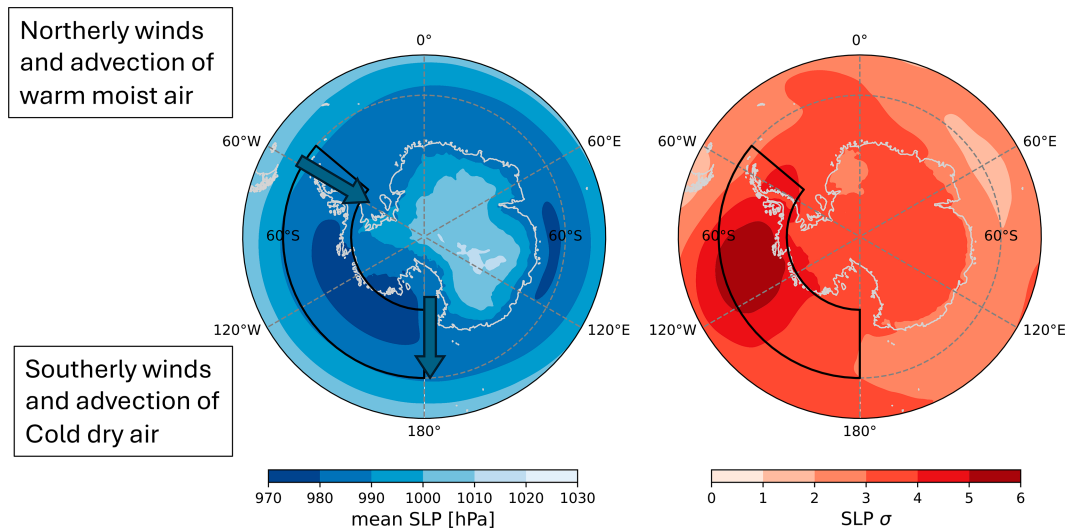 Northerly winds
and advection of
warm moist air
Southerly winds
and advection of
Cold dry air
0°
60°W
60°E
60°S
60°S
120°W
120°E
180°
970 980 990 1000 1010 1020 1030
mean SLP [hPa]
0°
60°W
60°E
60°S
60°S
120°W
120°E
180°
0 1 2 3 4 5 6
SLP σ